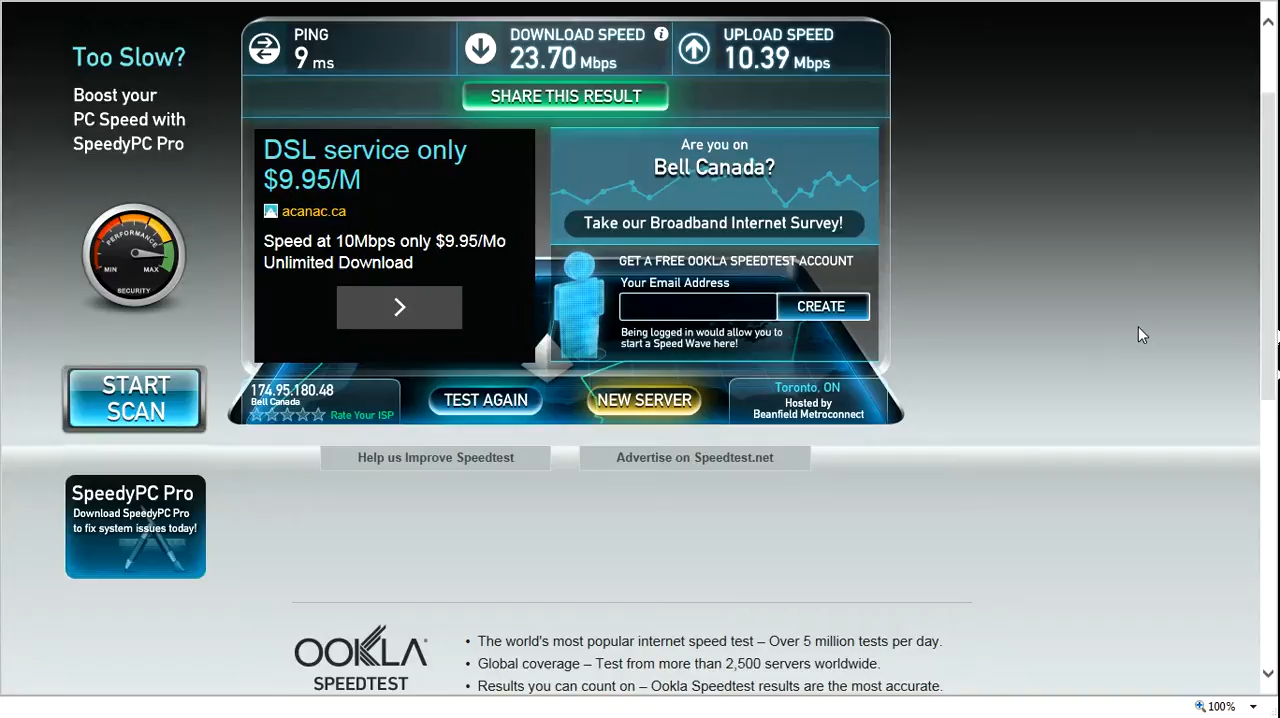 Too Slow?
Boost your
PC Speed with
SpeedyPC Pro
PERFORMANCE
MIN
MAX
SECURITY
START
SCAN
SpeedyPC Pro
Download SpeedyPC Pro
to fix system issues today!
PING
9 ms
DOWNLOAD SPEED
23.70 Mbps
UPLOAD SPEED
10.39 Mbps
SHARE THIS RESULT
DSL service only
$9.95/M
acanac.ca
Speed at 10Mbps only $9.95/Mo
Unlimited Download
Are you on
Bell Canada?
Take our Broadband Internet Survey!
GET A FREE OOKLA SPEEDTEST ACCOUNT
Your Email Address
CREATE
Being logged in would allow you to
start a Speed Wave here!
174.95.180.48
Bell Canada
Rate Your ISP
TEST AGAIN
NEW SERVER
Toronto, ON
Hosted by
Beanfield Metroconnect
Help us Improve Speedtest
Advertise on Speedtest.net
OOKLA
SPEEDTEST
• The world's most popular internet speed test – Over 5 million tests per day.
• Global coverage – Test from more than 2,500 servers worldwide.
• Results you can count on – Ookla Speedtest results are the most accurate.
100%